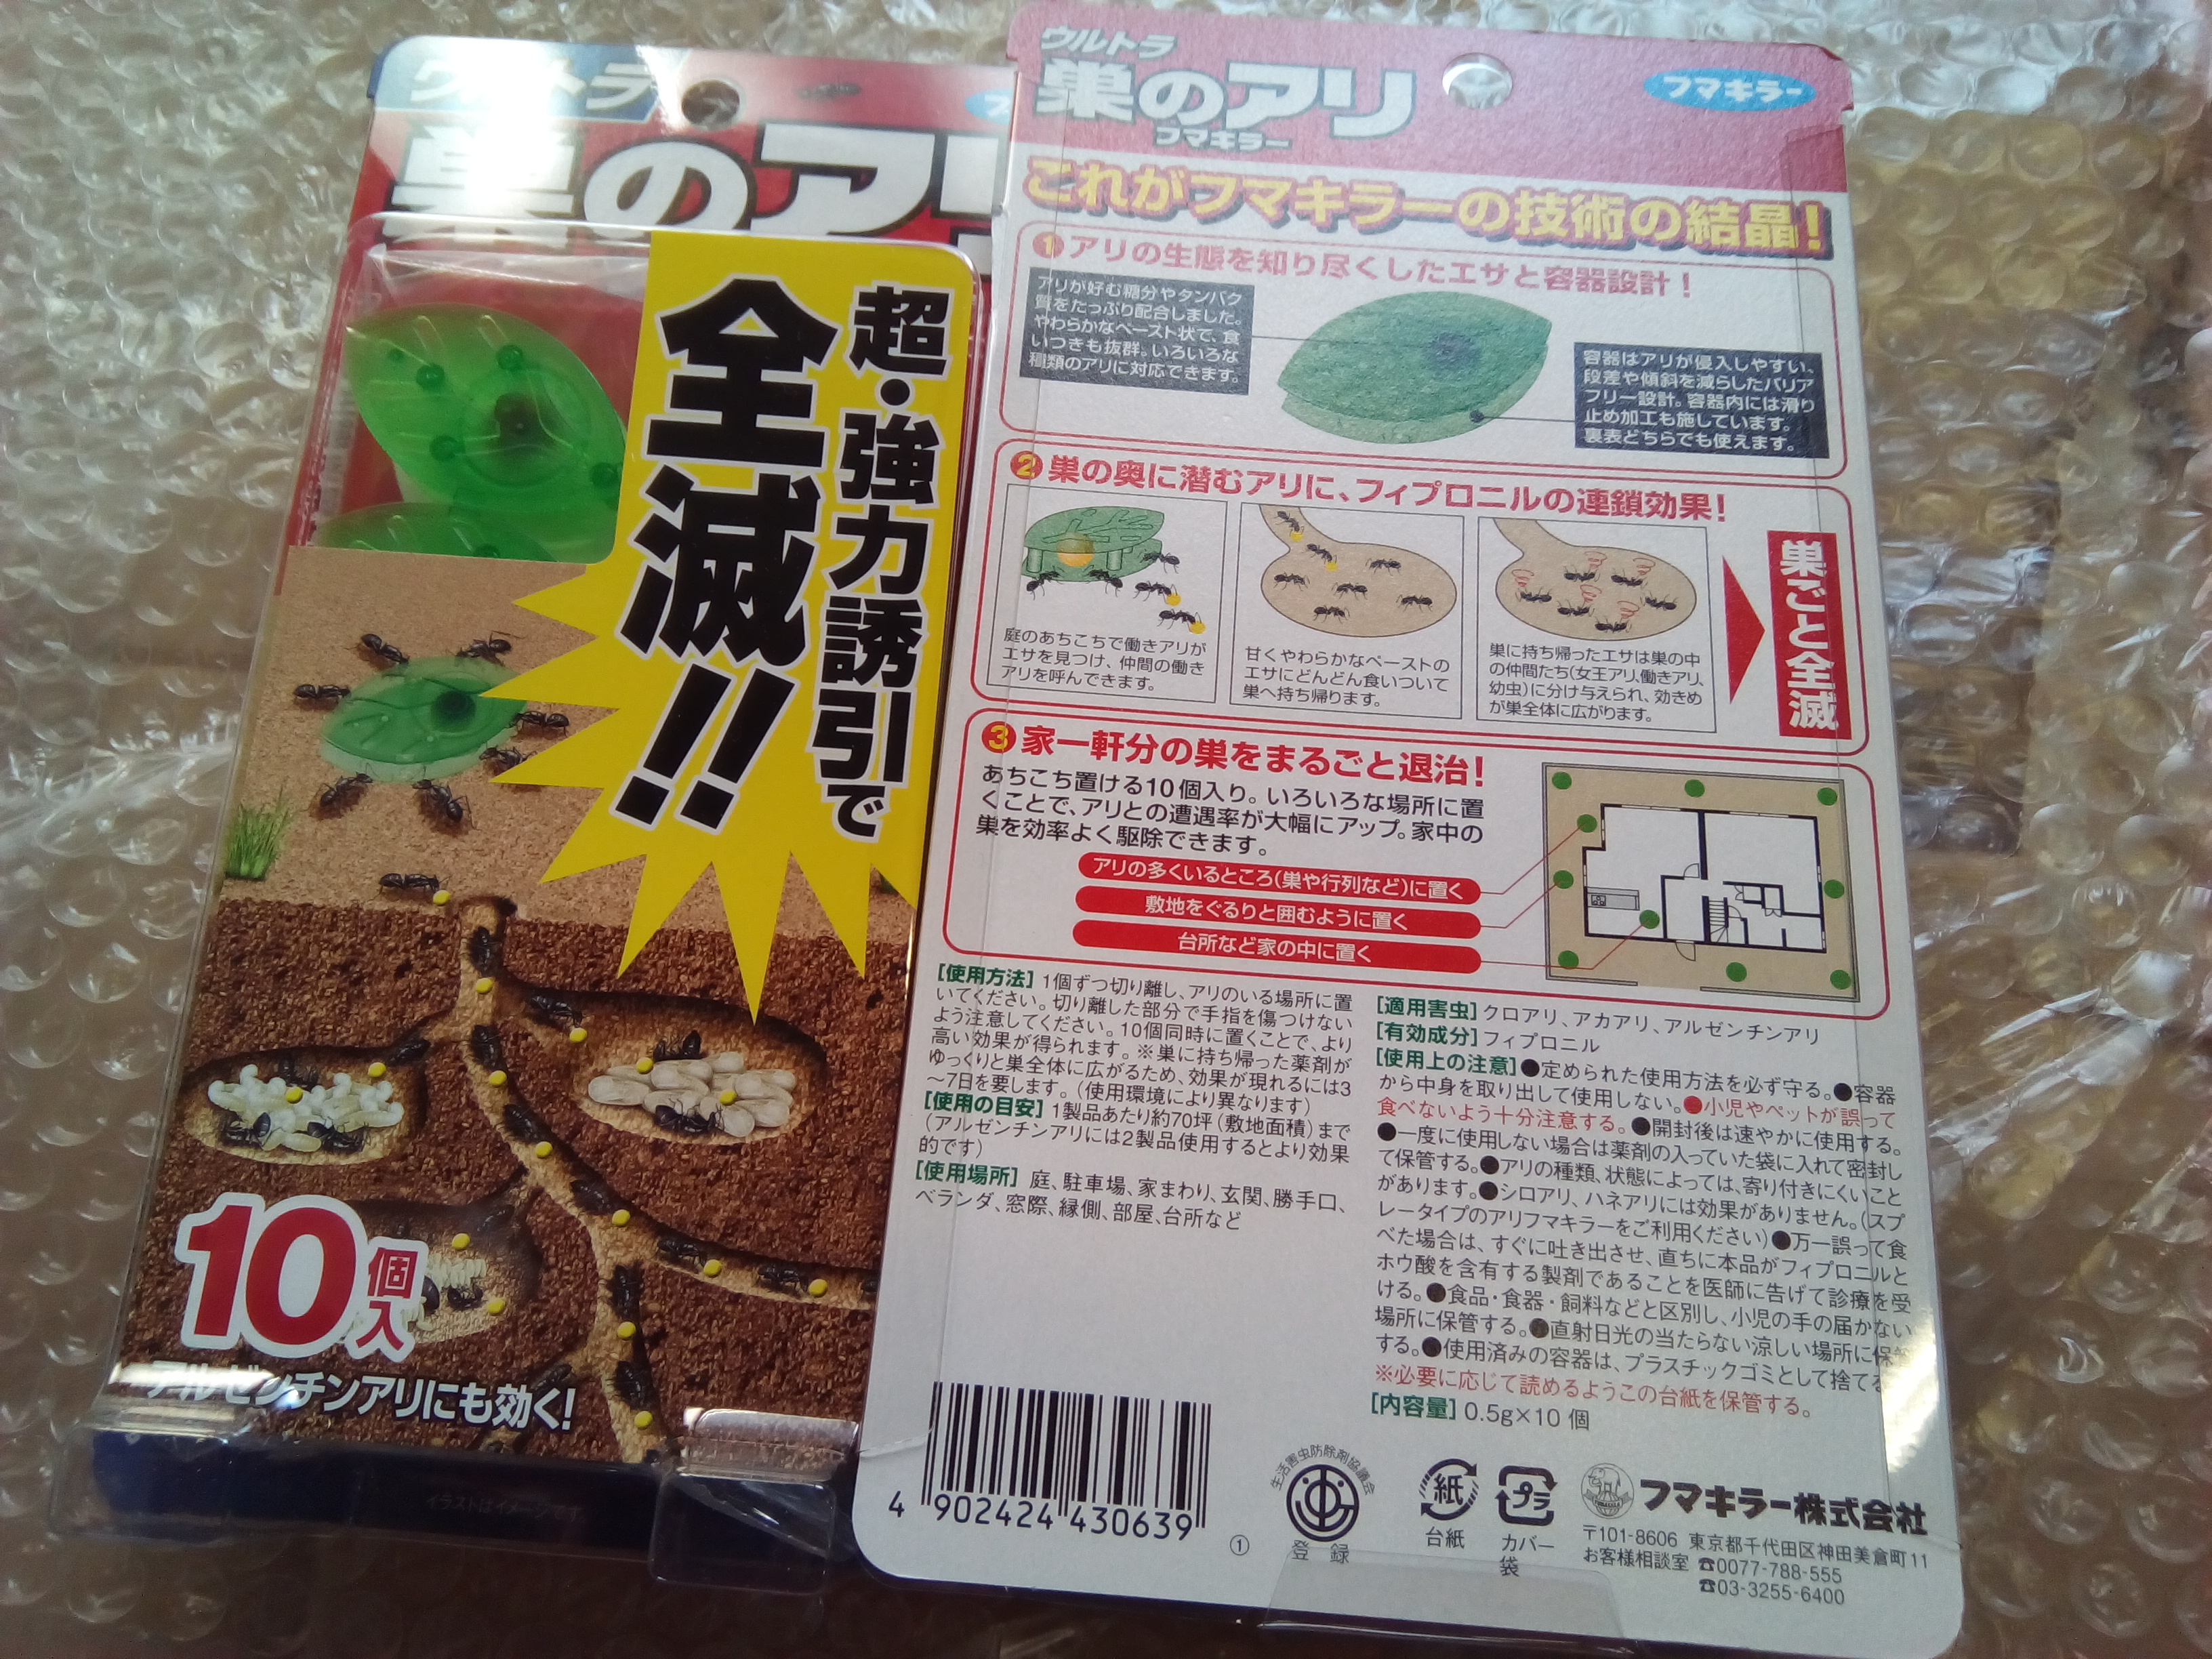 ウルトラ
巣のア
超・強力誘引で
全滅!!
10個入
アルゼンチンアリにも効く!
イラストはイメージです
ウルトラ
巣のアリ
フマキラー
フマキラー
これがフマキラーの技術の結晶!
1 アリの生態を知り尽くしたエサと容器設計!
アリが好む糖分やタンパク
質をたっぷり配合しました。
やわらかなペースト状で、食
いつきも抜群。いろいろな
種類のアリに対応できます。
容器はアリが侵入しやすい、
段差や傾斜を減らしたバリア
フリー設計。容器内には滑り
止め加工も施しています。
裏表どちらでも使えます。
2 巣の奥に潜むアリに、フィプロニルの連鎖効果!
庭のあちこちで働きアリが
エサを見つけ、仲間の働き
アリを呼んできます。
甘くやわらかなペーストの
エサにどんどん食いついて
巣へ持ち帰ります。
巣に持ち帰ったエサは巣の中
の仲間たち(女王アリ、働きアリ、
幼虫)に分け与えられ、効きめ
が巣全体に広がります。
巣ごと全滅
3 家一軒分の巣をまるごと退治!
あちこち置ける10個入り。いろいろな場所に置
くことで、アリとの遭遇率が大幅にアップ。家中の
巣を効率よく駆除できます。
アリの多くいるところ(巣や行列など)に置く
敷地をぐるりと囲むように置く
台所など家の中に置く
[使用方法] 1個ずつ切り離し、アリのいる場所に置
いてください。切り離した部分で手指を傷つけない
よう注意してください。10個同時に置くことで、より
高い効果が得られます。※巣に持ち帰った薬剤が
ゆっくりと巣全体に広がるため、効果が現れるには3
〜7日を要します。(使用環境により異なります)
[使用の目安] 1製品あたり約70坪(敷地面積)まで
(アルゼンチンアリには2製品使用するとより効果
的です)
[使用場所] 庭、駐車場、家まわり、玄関、勝手口、
ベランダ、窓際、縁側、部屋、台所など
[適用害虫] クロアリ、アカアリ、アルゼンチンアリ
[有効成分] フィプロニル
[使用上の注意] ●定められた使用方法を必ず守る。●容器
から中身を取り出して使用しない。●小児やペットが誤って
食べないよう十分注意する。●開封後は速やかに使用する。
●一度に使用しない場合は薬剤の入っていた袋に入れて密封し
て保管する。●アリの種類、状態によっては、寄り付きにくいこと
があります。●シロアリ、ハネアリには効果がありません。(スプ
レータイプのアリフマキラーをご利用ください)●万一誤って食
べた場合は、すぐに吐き出させ、直ちに本品がフィプロニルと
ホウ酸を含有する製剤であることを医師に告げて診療を受
ける。●食品・食器・飼料などと区別し、小児の手の届かない
場所に保管する。●直射日光の当たらない涼しい場所に保管
する。●使用済みの容器は、プラスチックゴミとして捨てる
※必要に応じて読めるようこの台紙を保管する。
[内容量] 0.5g×10個
4 902424 430639
①
生活害虫防除剤協議会
登録
紙
台紙
プラ
カバー
袋
フマキラー株式会社
〒101-8606 東京都千代田区神田美倉町11
お客様相談室 ☎0077-788-555
☎03-3255-6400